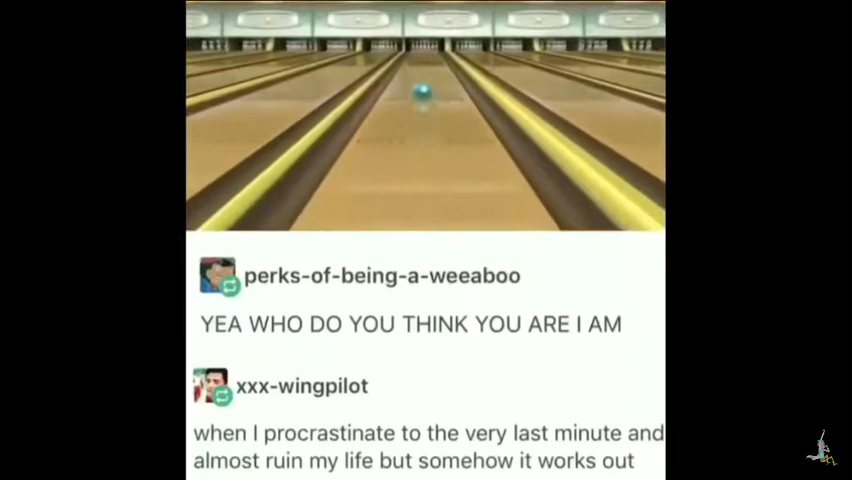 perks-of-being-a-weeaboo
YEA WHO DO YOU THINK YOU ARE I AM
xxx-wingpilot
when I procrastinate to the very last minute and
almost ruin my life but somehow it works out